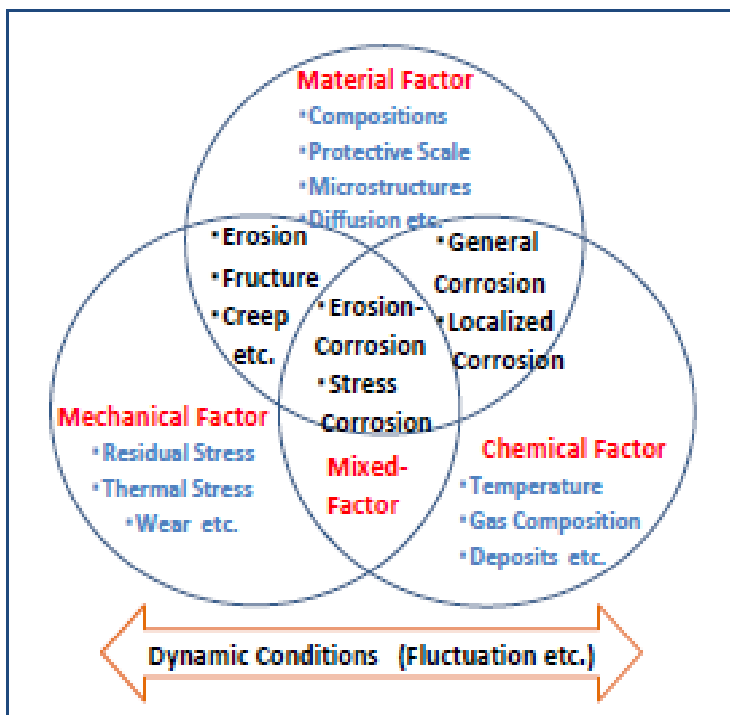 Material Factor
・Compositions
・Protective Scale
・Microstructures
・Diffusion etc.
・Erosion
・Fructure
・Creep
etc.
・General
Corrosion
・Localized
Corrosion
・Erosion-
Corrosion
・Stress
Corrosion
Mechanical Factor
・Residual Stress
・Thermal Stress
・Wear etc.
Mixed-
Factor
Chemical Factor
・Temperature
・Gas Composition
・Deposits etc.
Dynamic Conditions (Fluctuation etc.)